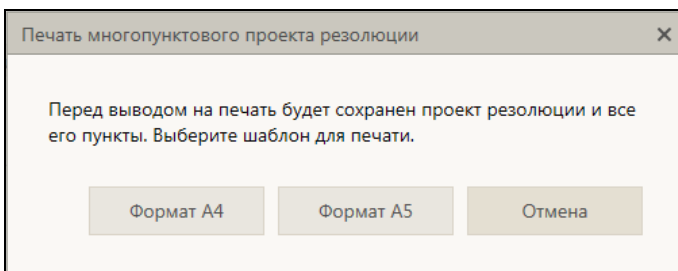 Печать многопунктового проекта резолюции
Перед выводом на печать будет сохранен проект резолюции и все
его пункты. Выберите шаблон для печати.
Формат А4 Формат А5 Отмена